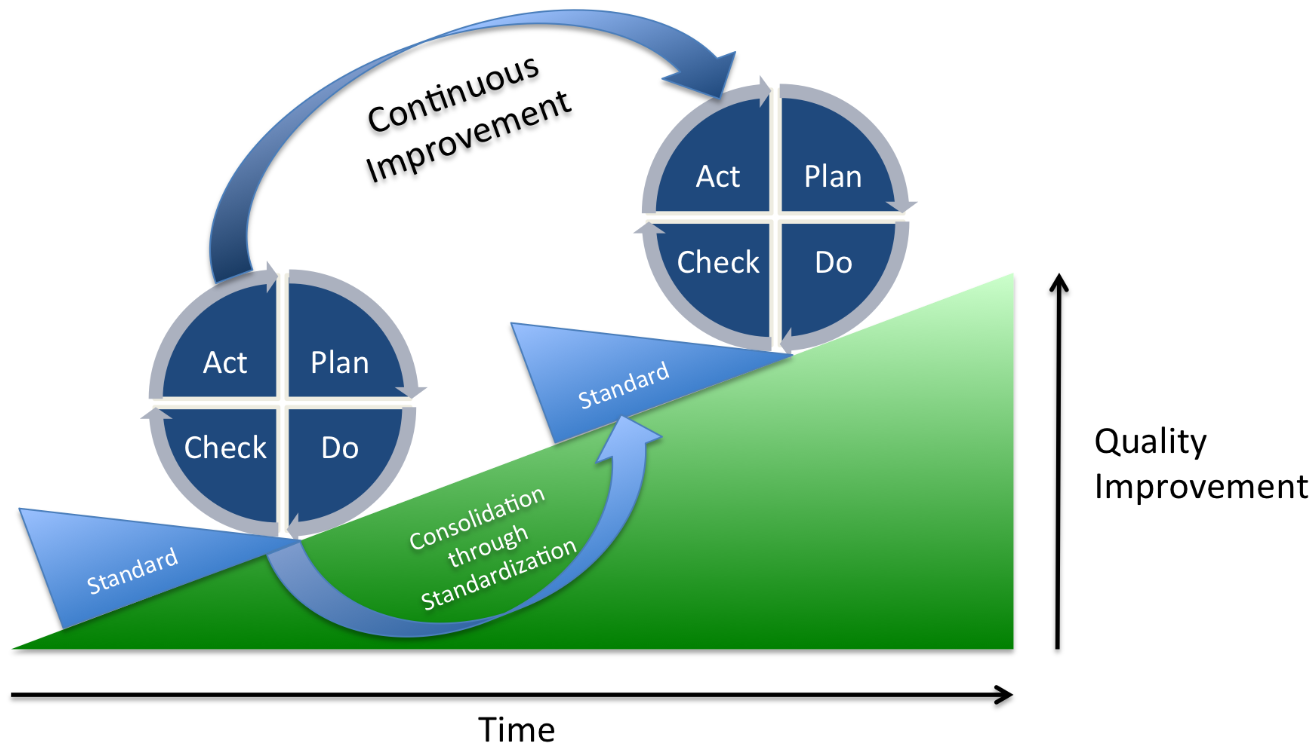 Continuous
Improvement
Act
Plan
Check
Do
Act
Plan
Check
Do
Standard
Standard
Consolidation
through
Standardization
Quality
Improvement
Time